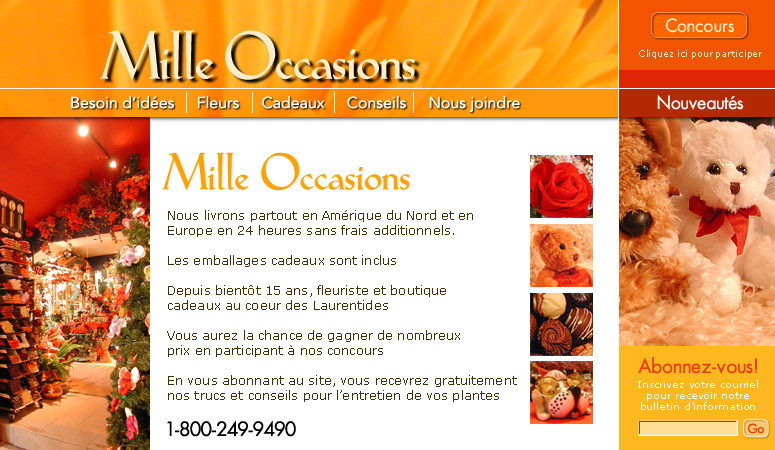 Mille Occasions
Concours
Cliquez ici pour participer
Besoin d'idées Fleurs Cadeaux Conseils Nous joindre
Nouveautés
Mille Occasions
Nous livrons partout en Amérique du Nord et en
Europe en 24 heures sans frais additionnels.
Les emballages cadeaux sont inclus
Depuis bientôt 15 ans, fleuriste et boutique
cadeaux au coeur des Laurentides
Vous aurez la chance de gagner de nombreux
prix en participant à nos concours
En vous abonnant au site, vous recevrez gratuitement
nos trucs et conseils pour l'entretien de vos plantes
1-800-249-9490
Abonnez-vous!
Inscrivez votre courriel
pour recevoir notre
bulletin d'information
Go